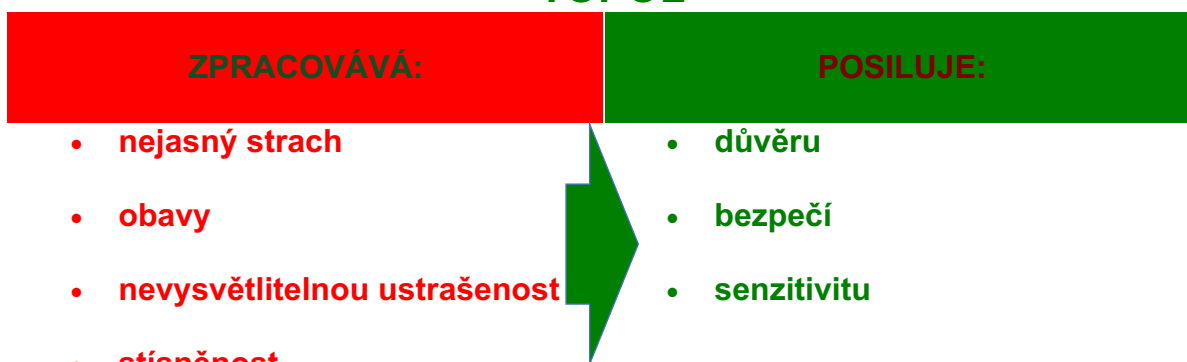 ZPRACOVÁVÁ:
POSILUJE:
nejasný strach
obavy
nevysvětlitelnou ustrašenost
důvěru
bezpečí
senzitivitu